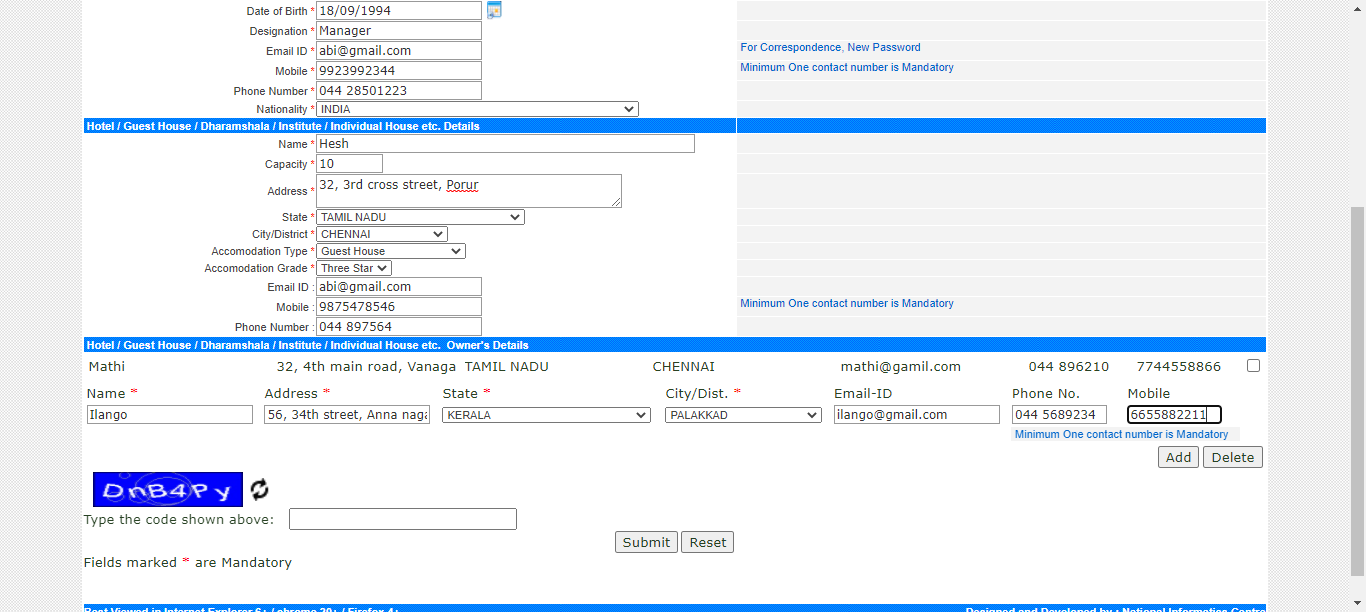 Date of Birth * 18/09/1994
Designation * Manager
Email ID * abi@gmail.com For Correspondence, New Password
Mobile * 9923992344 Minimum One contact number is Mandatory
Phone Number * 044 28501223
Nationality * INDIA
Hotel / Guest House / Dharamshala / Institute / Individual House etc. Details
Name * Hesh
Capacity * 10
Address * 32, 3rd cross street, Porur
State * TAMIL NADU
City/District * CHENNAI
Accomodation Type * Guest House
Accomodation Grade * Three Star
Email ID : abi@gmail.com
Mobile : 9875478546 Minimum One contact number is Mandatory
Phone Number : 044 897564
Hotel / Guest House / Dharamshala / Institute / Individual House etc. Owner's Details
Mathi 32, 4th main road, Vanaga TAMIL NADU CHENNAI mathi@gamil.com 044 896210 7744558866
Name * Address * State * City/Dist. * Email-ID Phone No. Mobile
Ilango 56, 34th street, Anna naga KERALA PALAKKAD ilango@gmail.com 044 5689234 6655882211
Minimum One contact number is Mandatory
Add Delete
DnB4Py
Type the code shown above:
Submit Reset
Fields marked * are Mandatory
Best Viewed in Internet Explorer 6+ / chrome 20+ / Firefox 4+ Designed and Developed by : National Informatics Centre